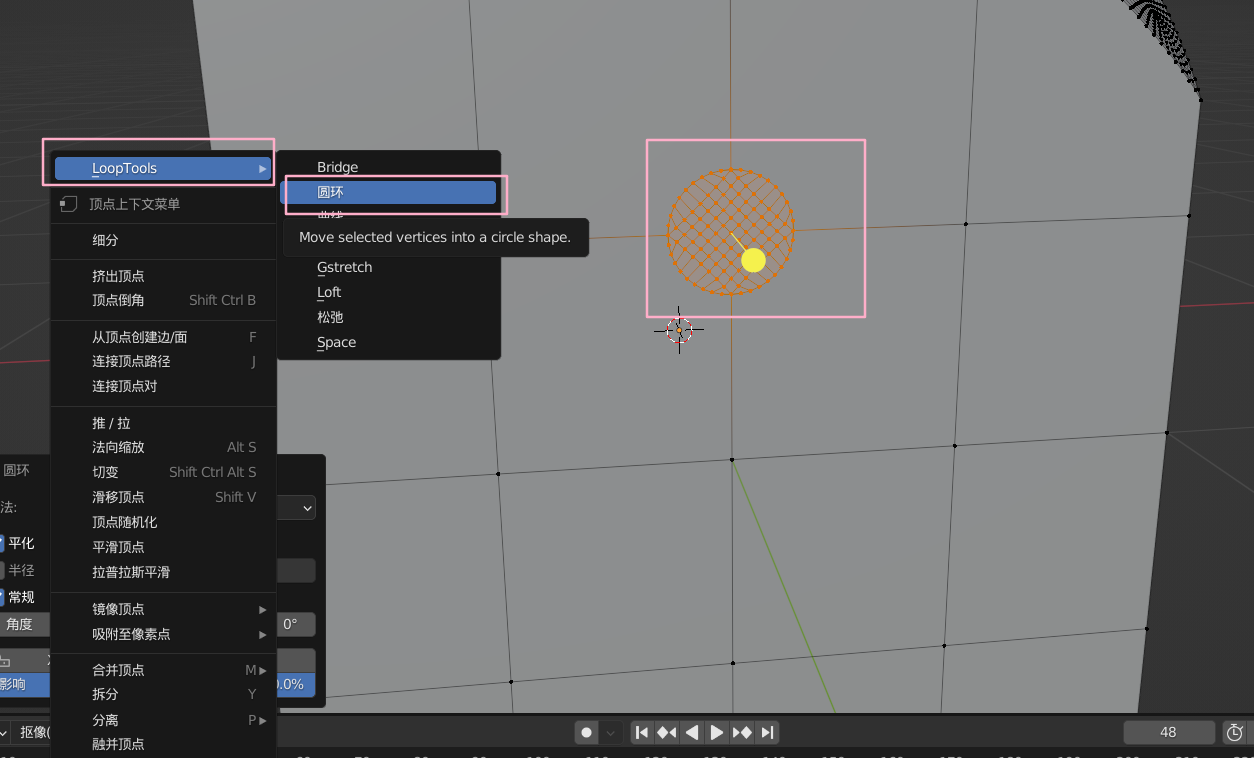 LoopTools
顶点上下文菜单
细分
挤出顶点
顶点倒角 Shift Ctrl B
从顶点创建边/面 F
连接顶点路径 J
连接顶点对
推 / 拉
法向缩放 Alt S
切变 Shift Ctrl Alt S
滑移顶点 Shift V
顶点随机化
平滑顶点
拉普拉斯平滑
镜像顶点
吸附至像素点
合并顶点 M
拆分 Y
分离 P
融并顶点
Bridge
圆环
Move selected vertices into a circle shape.
Gstretch
Loft
松弛
Space
圆环
法:
平化
半径
常规
角度 0°
影响 0.0%
抠像(
48